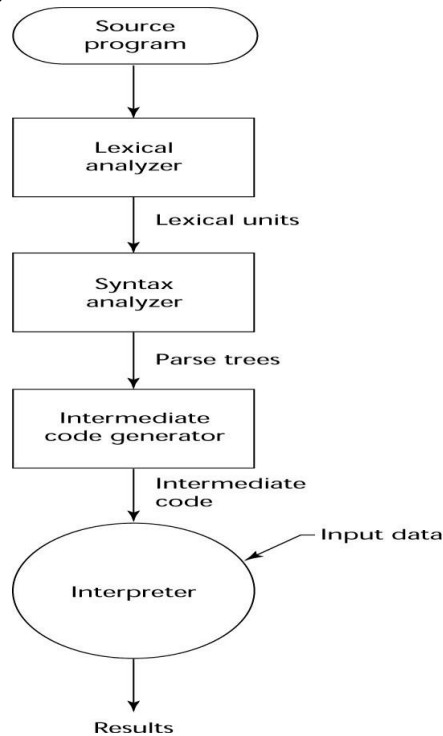 Source
program
Lexical
analyzer
Lexical units
Syntax
analyzer
Parse trees
Intermediate
code generator
Intermediate
code
Input data
Interpreter
Results